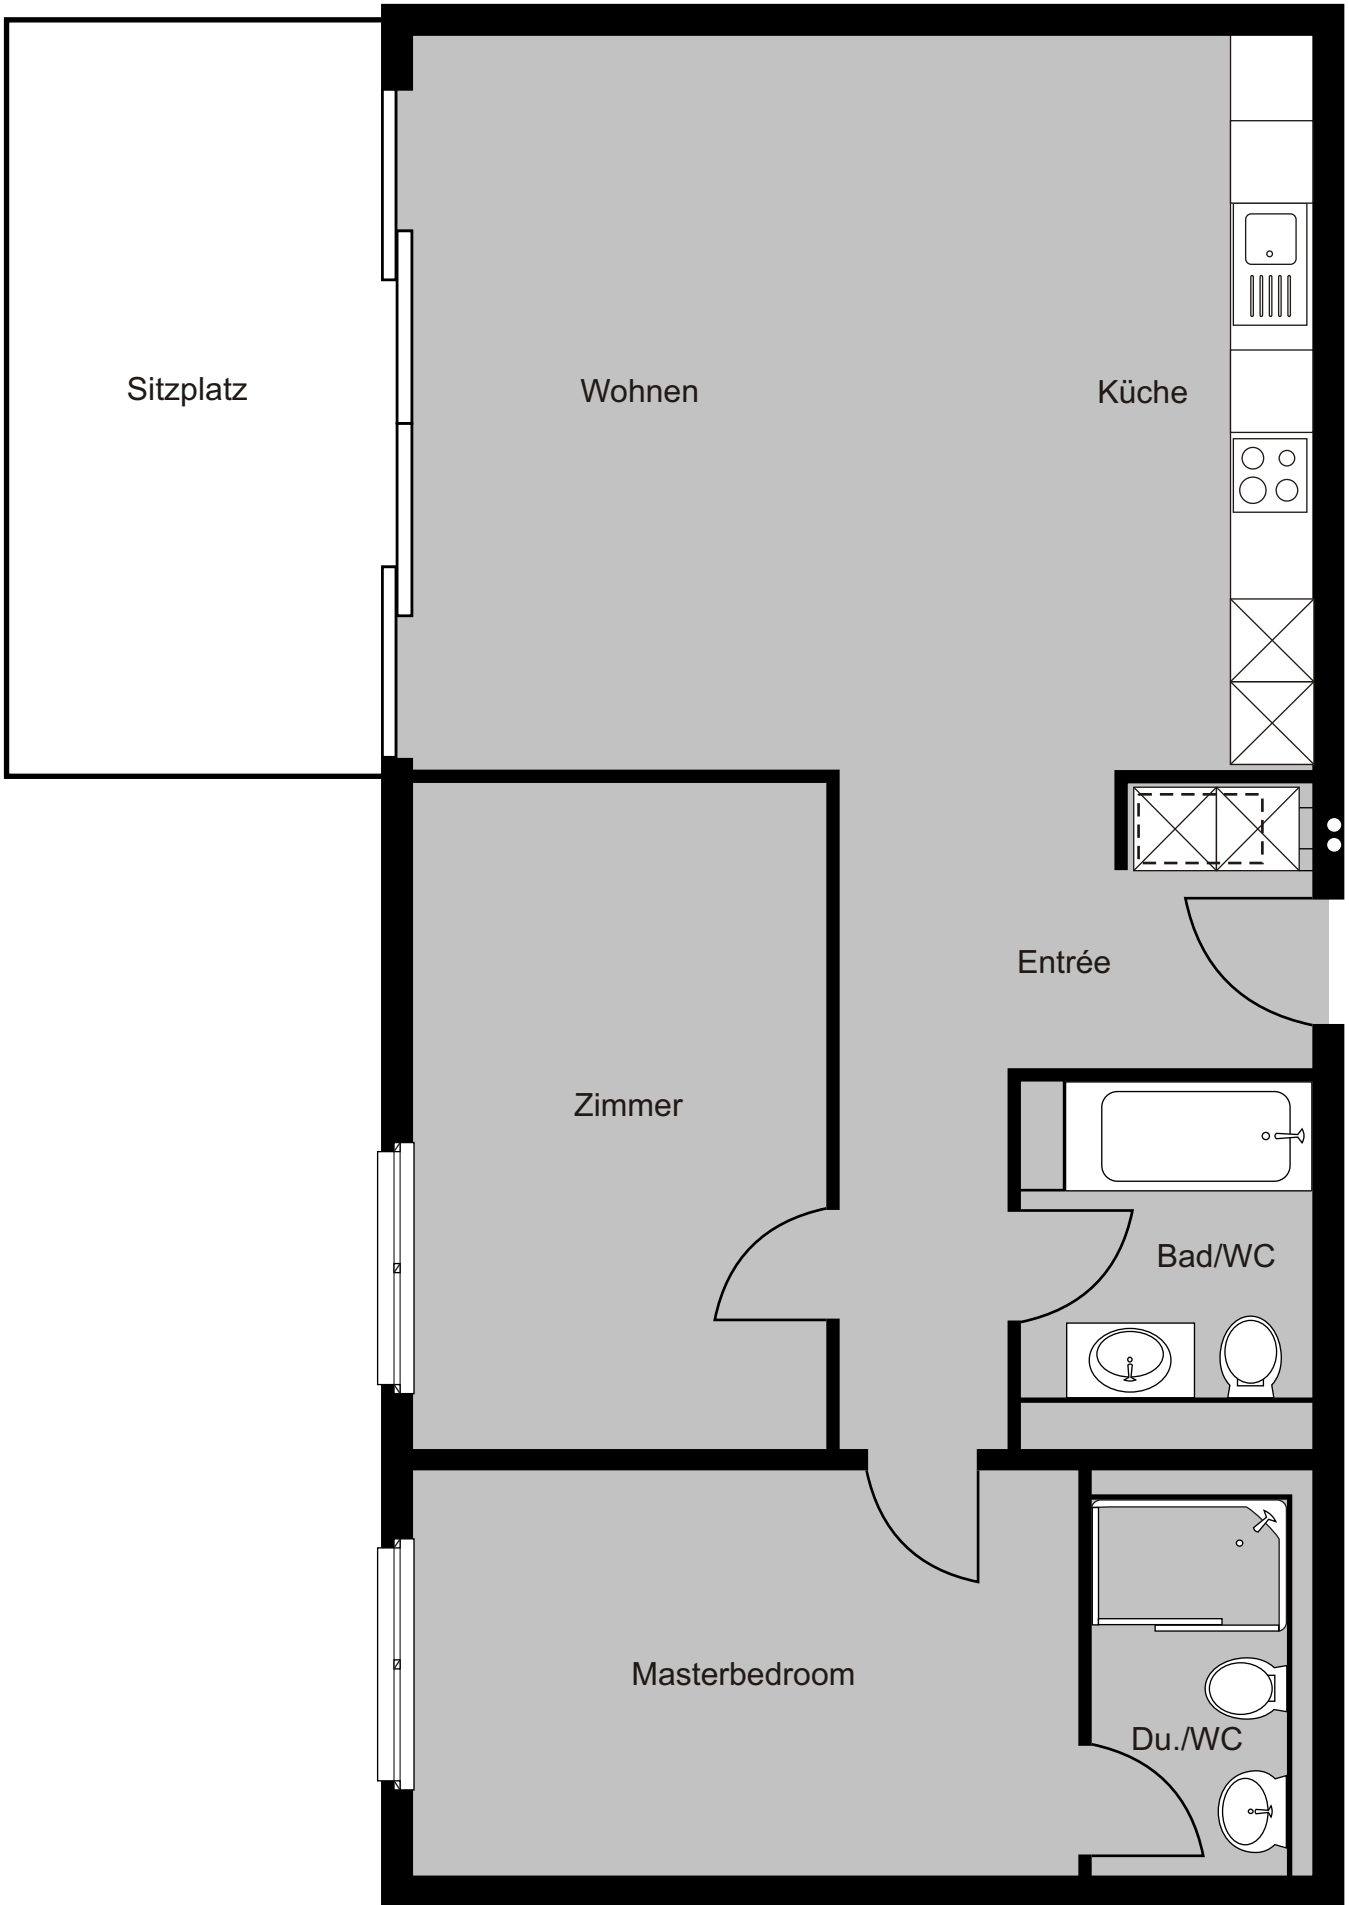 Sitzplatz
Wohnen
Küche
Entrée
Zimmer
Bad/WC
Masterbedroom
Du./WC